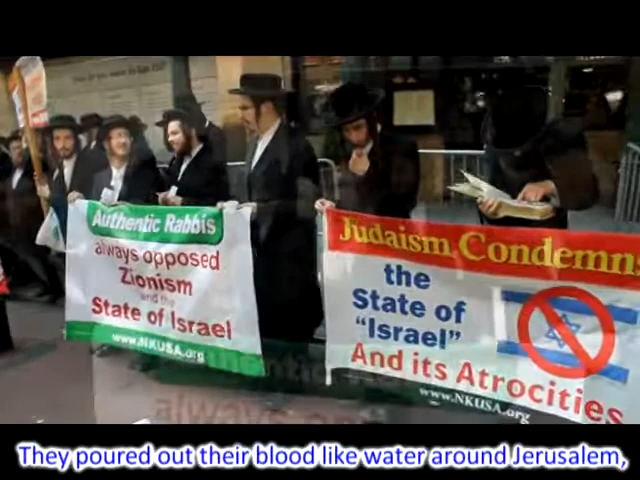 Authentic Rabbis
always opposed
Zionism
and the
State of Israel
www.NKUSA.org
Judaism Condemns
the
State of
"Israel"
And its Atrocities
www.NKUSA.org
always
They poured out their blood like water around Jerusalem,